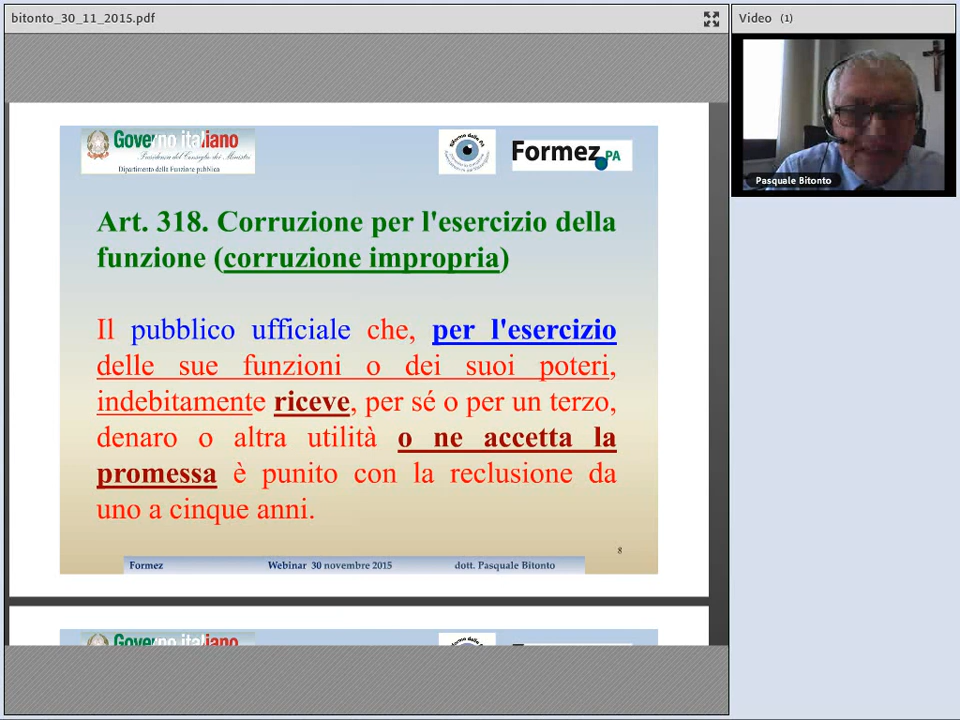 bitonto_30_11_2015.pdf
Video (1)
Pasquale Bitonto
Governo italiano
Presidenza del Consiglio dei Ministri
Dipartimento della Funzione pubblica
Formez PA
Art. 318. Corruzione per l'esercizio della
funzione (corruzione impropria)
Il pubblico ufficiale che, per l'esercizio
delle sue funzioni o dei suoi poteri,
indebitamente riceve, per sé o per un terzo,
denaro o altra utilità o ne accetta la
promessa è punito con la reclusione da
uno a cinque anni.
8
Formez Webinar 30 novembre 2015 dott. Pasquale Bitonto
Governo italiano